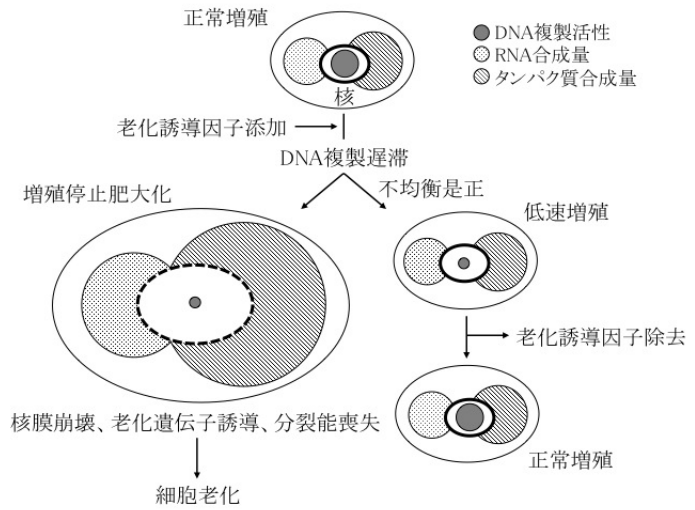 正常増殖
DNA複製活性
RNA合成量
タンパク質合成量
核
老化誘導因子添加
DNA複製遅滞
増殖停止肥大化
不均衡是正
低速増殖
老化誘導因子除去
核膜崩壊、老化遺伝子誘導、分裂能喪失
正常増殖
細胞老化